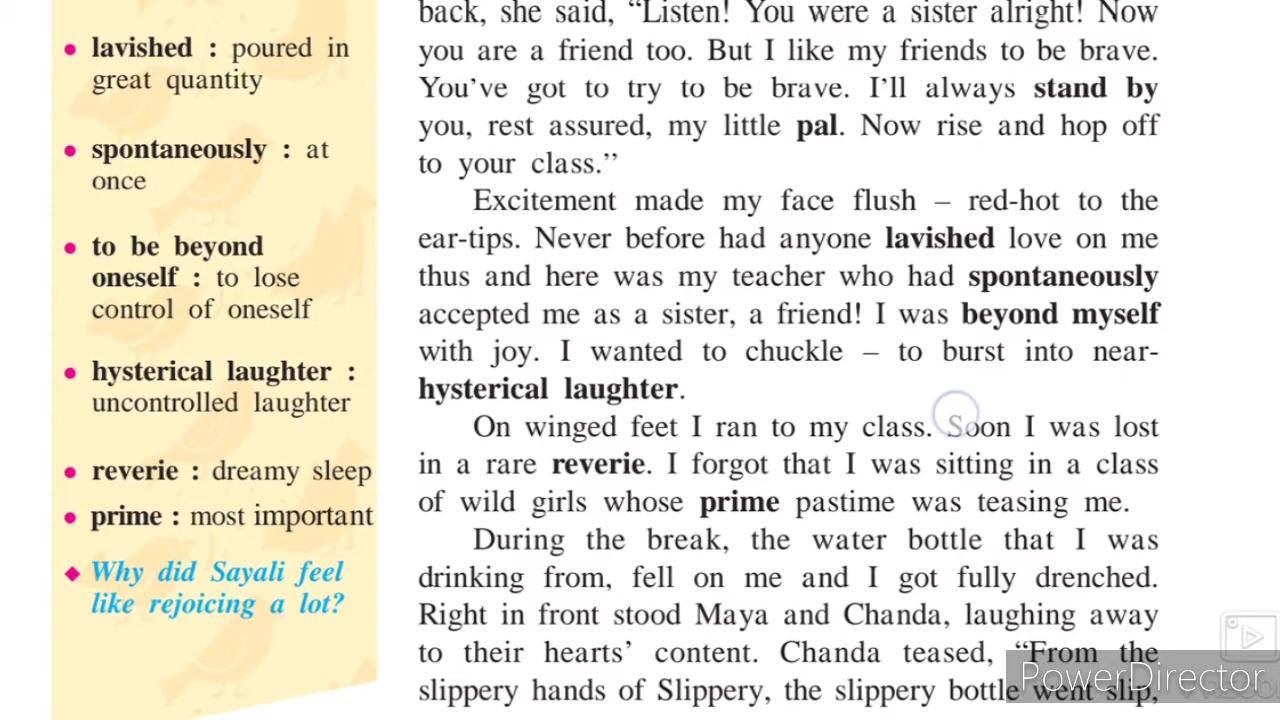 • lavished : poured in
great quantity
• spontaneously : at
once
• to be beyond
oneself : to lose
control of oneself
• hysterical laughter :
uncontrolled laughter
• reverie : dreamy sleep
• prime : most important
◆ Why did Sayali feel
like rejoicing a lot?
back, she said, “Listen! You were a sister alright! Now
you are a friend too. But I like my friends to be brave.
You’ve got to try to be brave. I’ll always stand by
you, rest assured, my little pal. Now rise and hop off
to your class.”
Excitement made my face flush – red-hot to the
ear-tips. Never before had anyone lavished love on me
thus and here was my teacher who had spontaneously
accepted me as a sister, a friend! I was beyond myself
with joy. I wanted to chuckle – to burst into near-
hysterical laughter.
On winged feet I ran to my class. Soon I was lost
in a rare reverie. I forgot that I was sitting in a class
of wild girls whose prime pastime was teasing me.
During the break, the water bottle that I was
drinking from, fell on me and I got fully drenched.
Right in front stood Maya and Chanda, laughing away
to their hearts’ content. Chanda teased, “From the
slippery hands of Slippery, the slippery bottle went slip,
PowerDirector